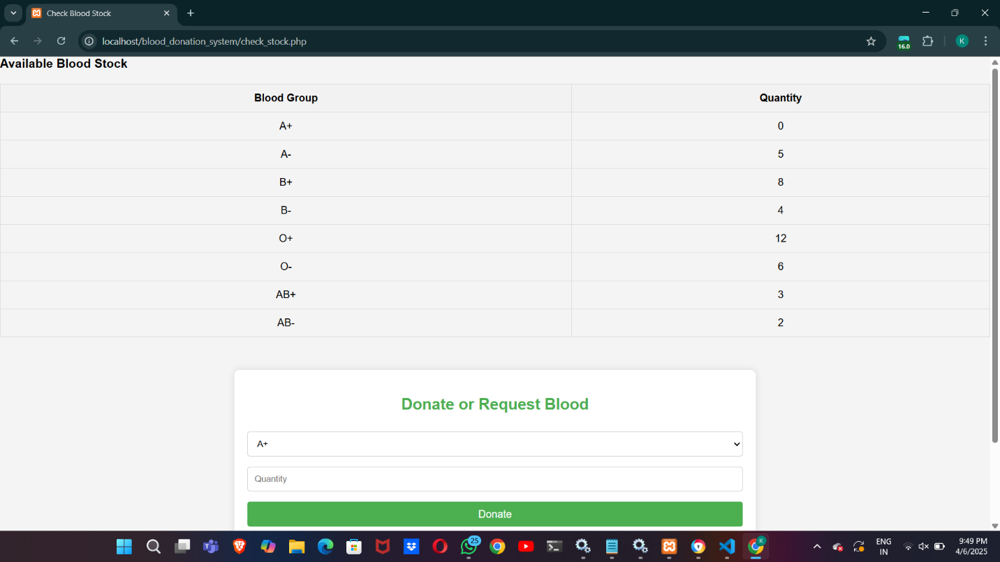 Check Blood Stock
localhost/blood_donation_system/check_stock.php
16.0
K
Available Blood Stock
Blood Group Quantity
A+ 0
A- 5
B+ 8
B- 4
O+ 12
O- 6
AB+ 3
AB- 2
Donate or Request Blood
A+
Quantity
Donate
25
K
ENG
IN
9:49 PM
4/6/2025